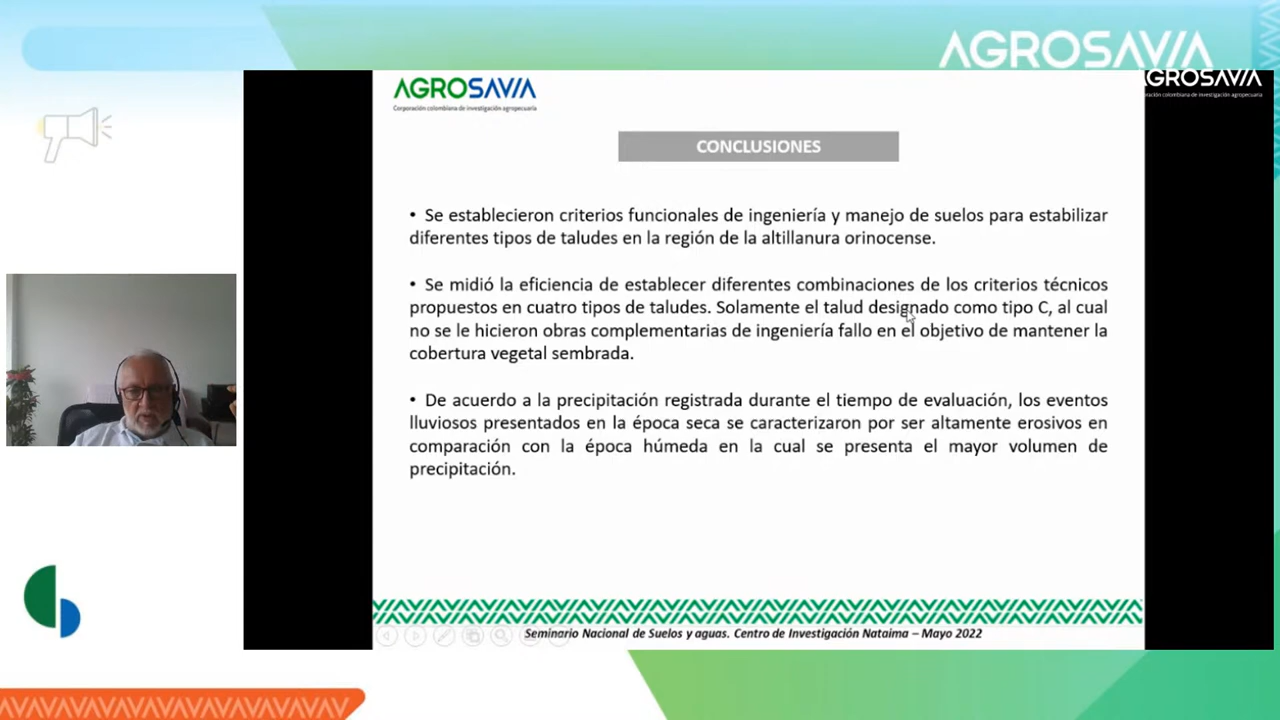 AGROSAVIA
AGROSAVIA
Corporación colombiana de investigación agropecuaria
GROSAVIA
oración colombiana de investigación agropecuaria
CONCLUSIONES
• Se establecieron criterios funcionales de ingeniería y manejo de suelos para estabilizar
diferentes tipos de taludes en la región de la altillanura orinocense.
• Se midió la eficiencia de establecer diferentes combinaciones de los criterios técnicos
propuestos en cuatro tipos de taludes. Solamente el talud designado como tipo C, al cual
no se le hicieron obras complementarias de ingeniería fallo en el objetivo de mantener la
cobertura vegetal sembrada.
• De acuerdo a la precipitación registrada durante el tiempo de evaluación, los eventos
lluviosos presentados en la época seca se caracterizaron por ser altamente erosivos en
comparación con la época húmeda en la cual se presenta el mayor volumen de
precipitación.
Seminario Nacional de Suelos y aguas. Centro de Investigación Nataima – Mayo 2022